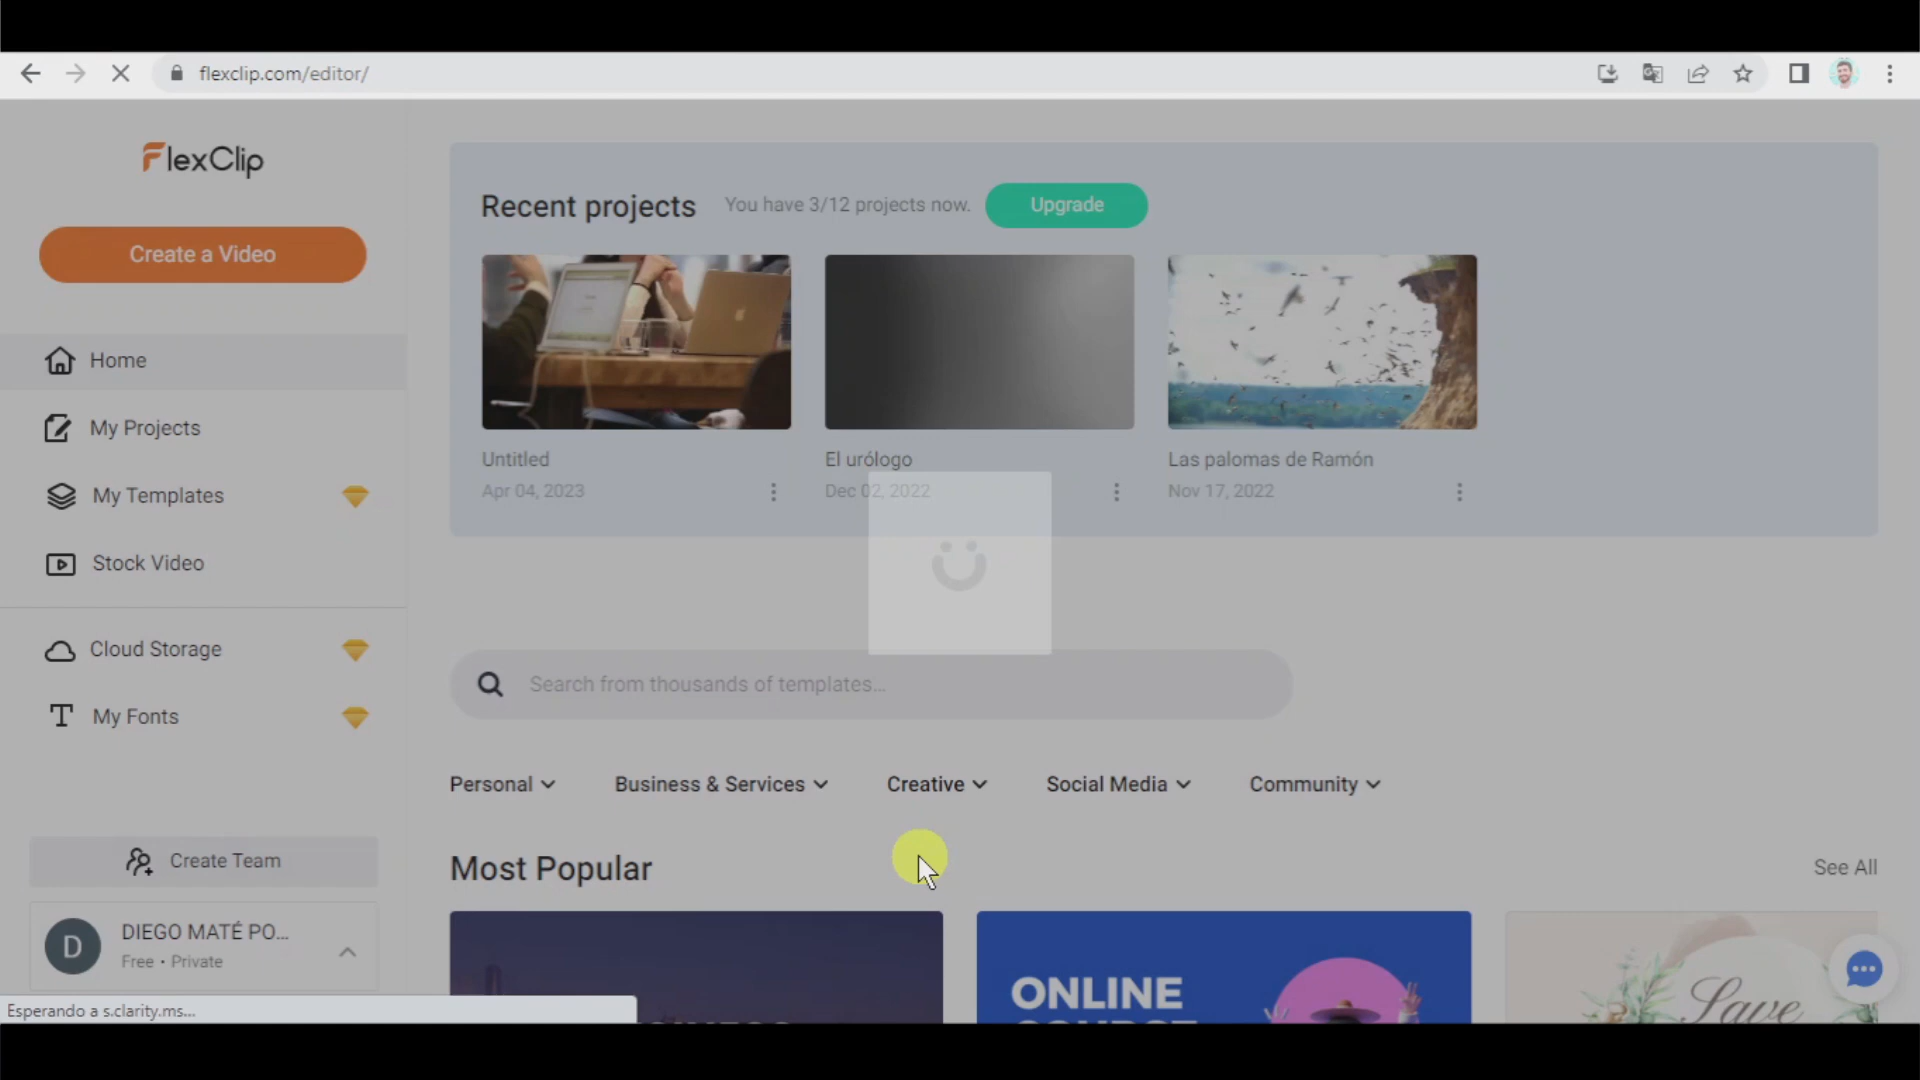 flexclip.com/editor/
FlexClip
Create a Video
Home
My Projects
My Templates
Stock Video
Cloud Storage
My Fonts
Create Team
D
DIEGO MATÉ PO...
Free • Private
Esperando a s.clarity.ms...
Recent projects
You have 3/12 projects now.
Upgrade
Untitled
Apr 04, 2023
El urólogo
Dec 02, 2022
Las palomas de Ramón
Nov 17, 2022
Search from thousands of templates...
Personal
Business & Services
Creative
Social Media
Community
Most Popular
See All
ONLINE
Save